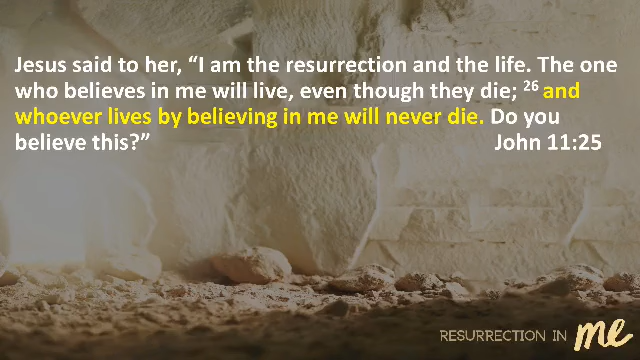 Jesus said to her, “I am the resurrection and the life. The one
who believes in me will live, even though they die; 26 and
whoever lives by believing in me will never die. Do you
believe this?” John 11:25
RESURRECTION IN me